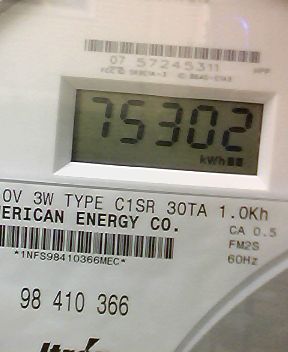 07 57245311
75302
kWh
0V 3W TYPE C1SR 30TA 1.0Kh
ERICAN ENERGY CO.
CA 0.5
FM2S
60Hz
*1NFS98410366MEC*
98 410 366